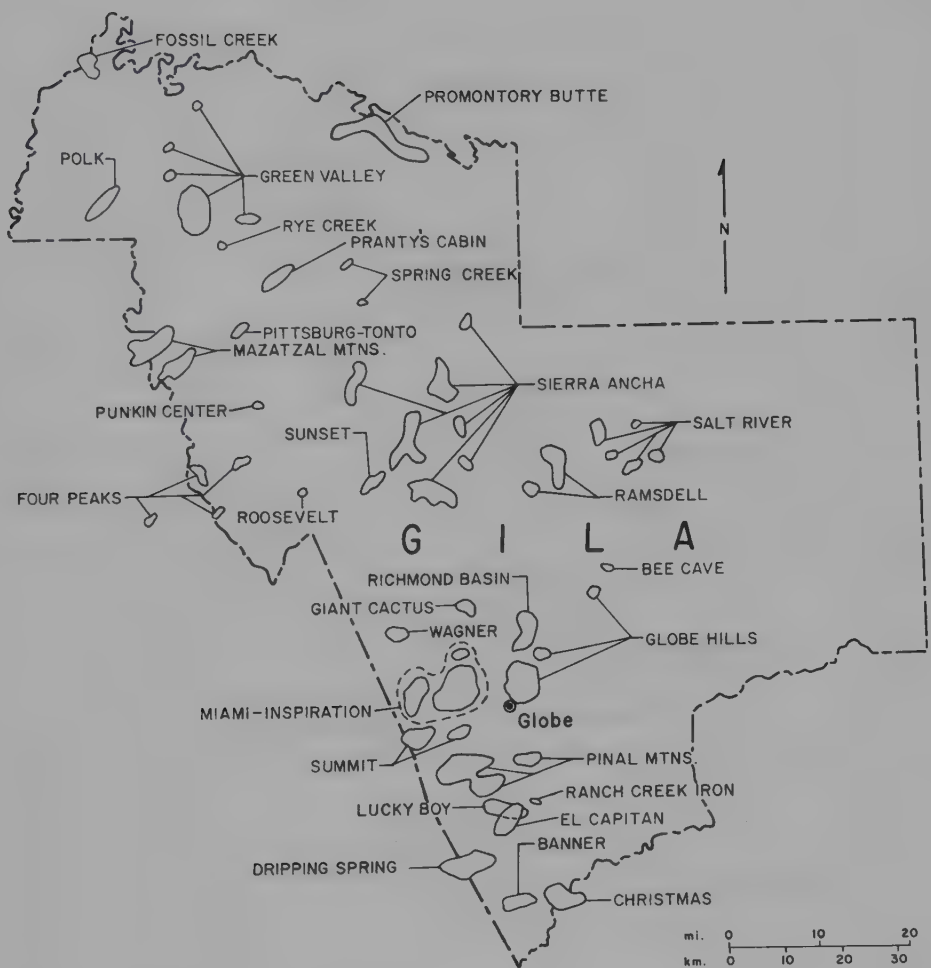 FOSSIL CREEK
PROMONTORY BUTTE
POLK
GREEN VALLEY
N
RYE CREEK
PRANTY'S CABIN
SPRING CREEK
PITTSBURG-TONTO
MAZATZAL MTNS.
SIERRA ANCHA
PUNKIN CENTER
SUNSET
SALT RIVER
FOUR PEAKS
ROOSEVELT
RAMSDELL
G I L A
BEE CAVE
RICHMOND BASIN
GIANT CACTUS
WAGNER
GLOBE HILLS
MIAMI-INSPIRATION
Globe
SUMMIT
PINAL MTNS.
RANCH CREEK IRON
LUCKY BOY
EL CAPITAN
BANNER
DRIPPING SPRING
CHRISTMAS
mi. 0 10 20
km. 0 10 20 30